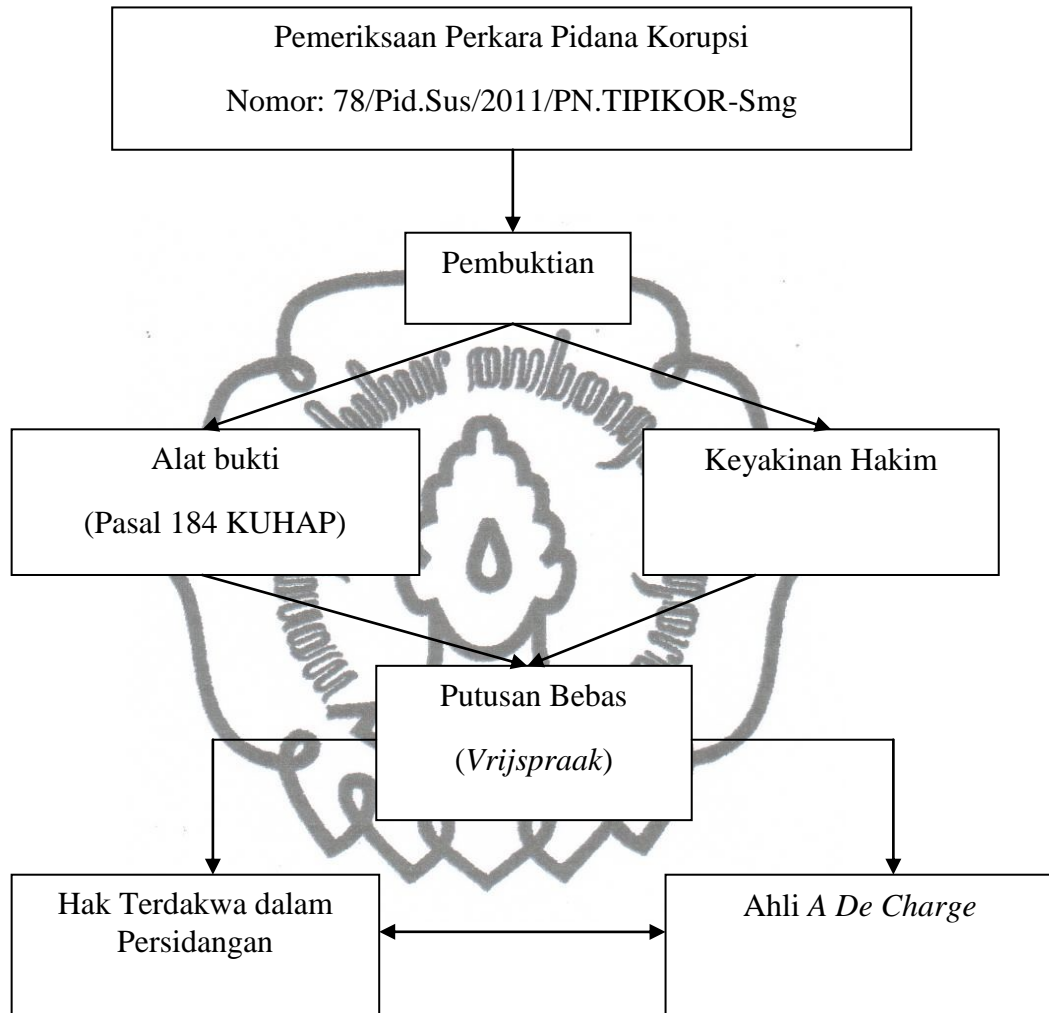 Pemeriksaan Perkara Pidana Korupsi
Nomor: 78/Pid.Sus/2011/PN.TIPIKOR-Smg
Pembuktian
Alat bukti
(Pasal 184 KUHAP)
Keyakinan Hakim
Putusan Bebas
(Vrijspraak)
Hak Terdakwa dalam
Persidangan
Ahli A De Charge